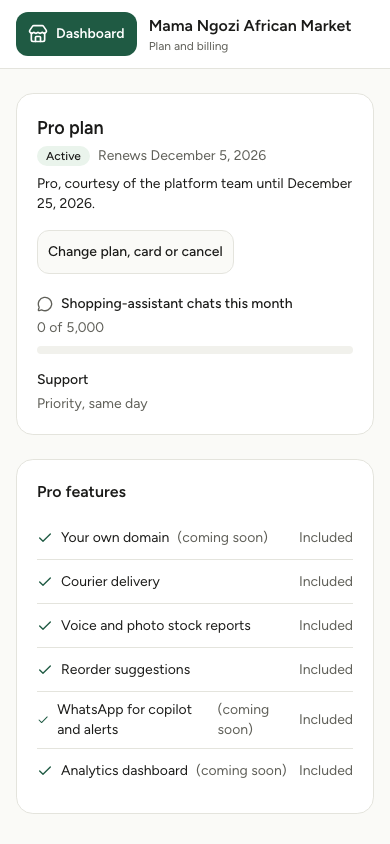 Dashboard
Mama Ngozi African Market
Plan and billing
Pro plan
Active Renews December 5, 2026
Pro, courtesy of the platform team until December
25, 2026.
Change plan, card or cancel
Shopping-assistant chats this month
0 of 5,000
Support
Priority, same day
Pro features
Your own domain (coming soon) Included
Courier delivery Included
Voice and photo stock reports Included
Reorder suggestions Included
WhatsApp for copilot and alerts (coming soon) Included
Analytics dashboard (coming soon) Included